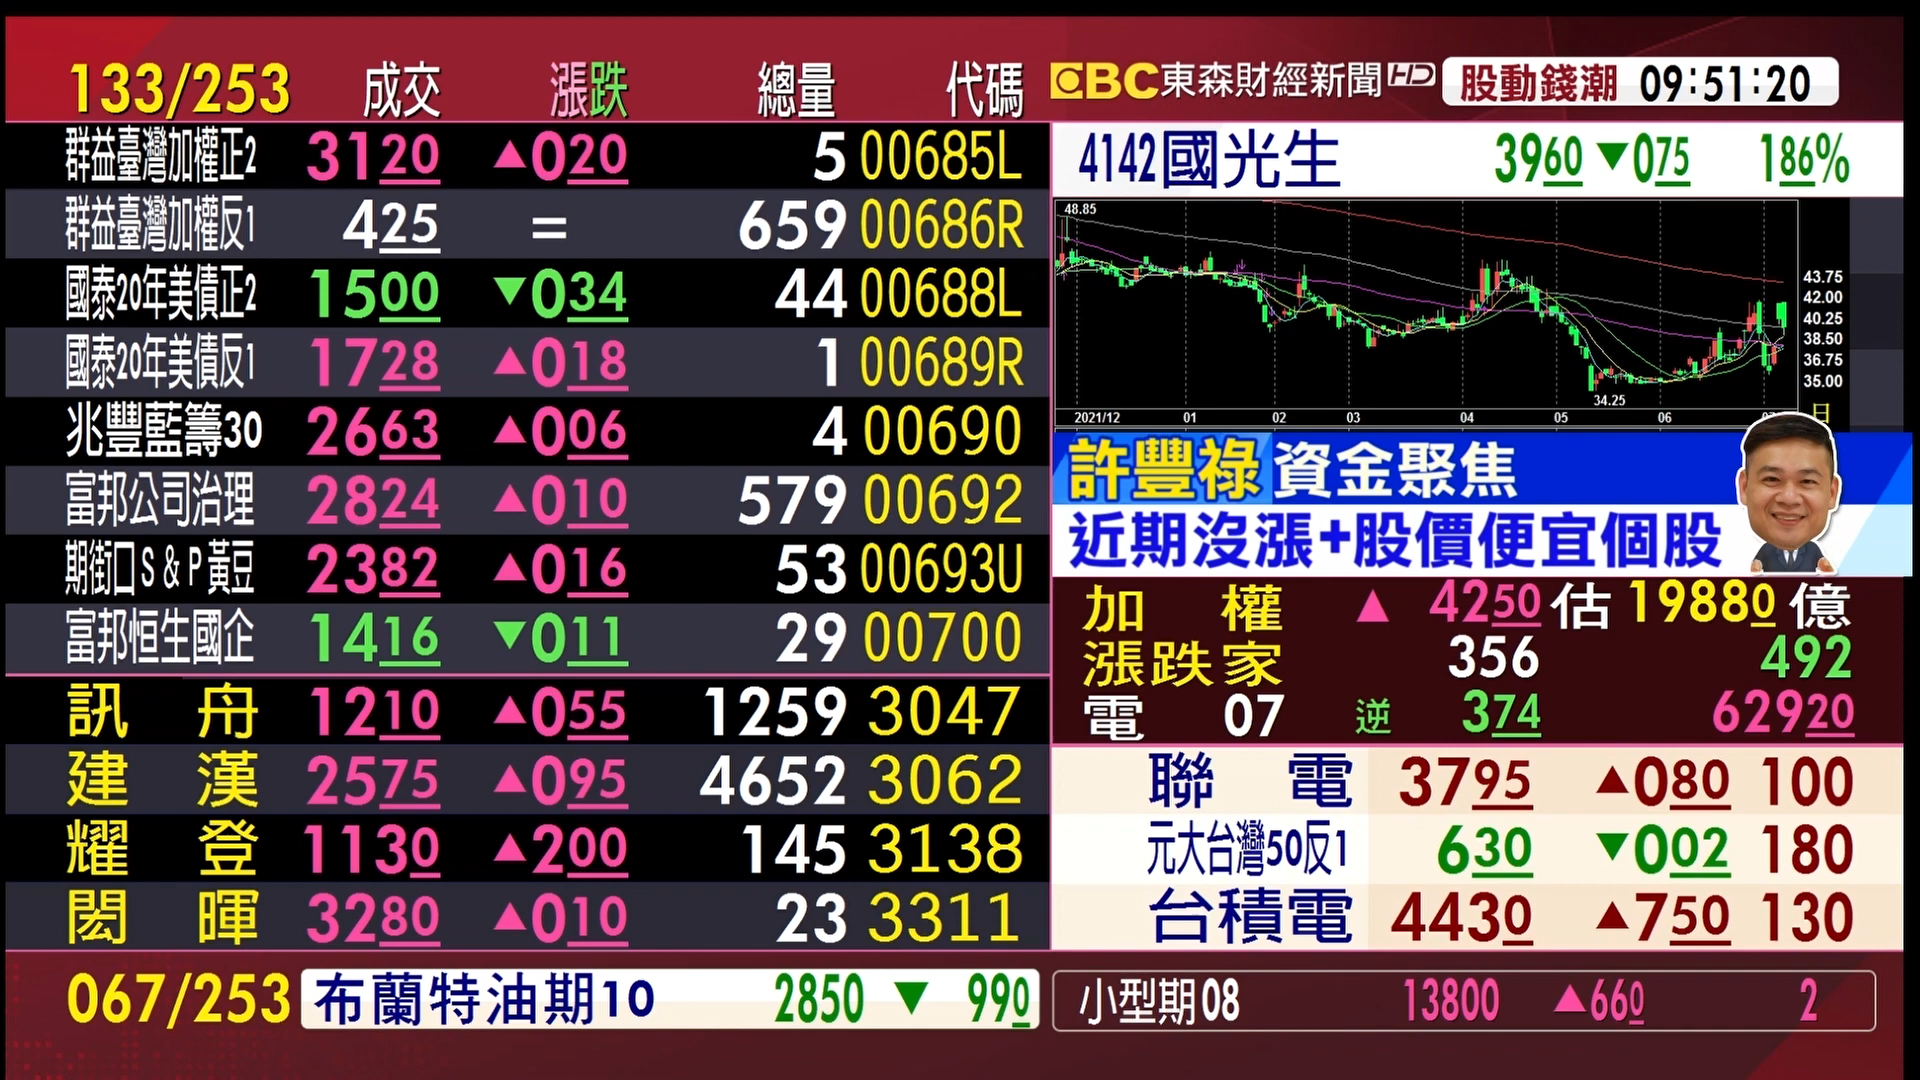 133/253 成交 漲跌 總量 代碼
群益臺灣加權正2 3120 ▲020 5 00685L
群益臺灣加權反1 425 = 659 00686R
國泰20年美債正2 1500 ▼034 44 00688L
國泰20年美債反1 1728 ▲018 1 00689R
兆豐藍籌30 2663 ▲006 4 00690
富邦公司治理 2824 ▲010 579 00692
期街口S&P黃豆 2382 ▲016 53 00693U
富邦恒生國企 1416 ▼011 29 00700
訊舟 1210 ▲055 1259 3047
建漢 2575 ▲095 4652 3062
耀登 1130 ▲200 145 3138
閎暉 3280 ▲010 23 3311
067/253 布蘭特油期10 2850 ▼ 990
EBC東森財經新聞HD 股動錢潮 09:51:20
4142國光生 3960 ▼075 186%
48.85
43.75
42.00
40.25
38.50
36.75
35.00
34.25
2021/12 01 02 03 04 05 06
日
許豐祿 資金聚焦
近期沒漲+股價便宜個股
加權 ▲ 4250 估 19880 億
漲跌家 356 492
電 07 逆 374 62920
聯電 3795 ▲080 100
元大台灣50反1 630 ▼002 180
台積電 4430 ▲750 130
小型期08 13800 ▲660 2